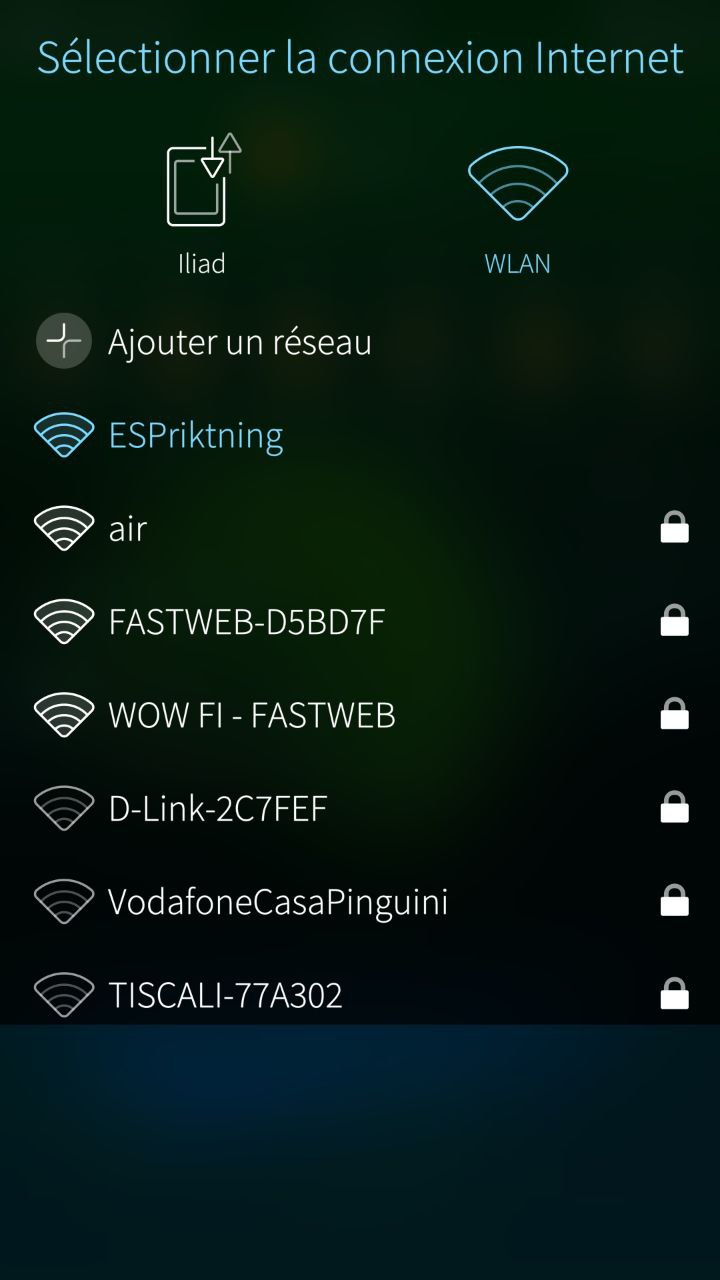 Sélectionner la connexion Internet
Iliad
WLAN
Ajouter un réseau
ESPriktning
air
FASTWEB-D5BD7F
WOW FI - FASTWEB
D-Link-2C7FEF
VodafoneCasaPinguini
TISCALI-77A302